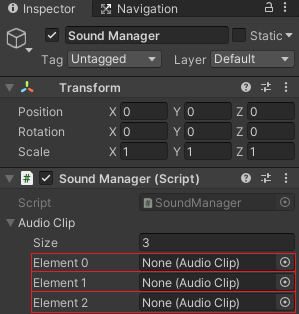 Inspector Navigation
Sound Manager Static
Tag Untagged Layer Default
Transform
Position X 0 Y 0 Z 0
Rotation X 0 Y 0 Z 0
Scale X 1 Y 1 Z 1
# Sound Manager (Script)
Script # SoundManager
Audio Clip
Size 3
Element 0 None (Audio Clip)
Element 1 None (Audio Clip)
Element 2 None (Audio Clip)